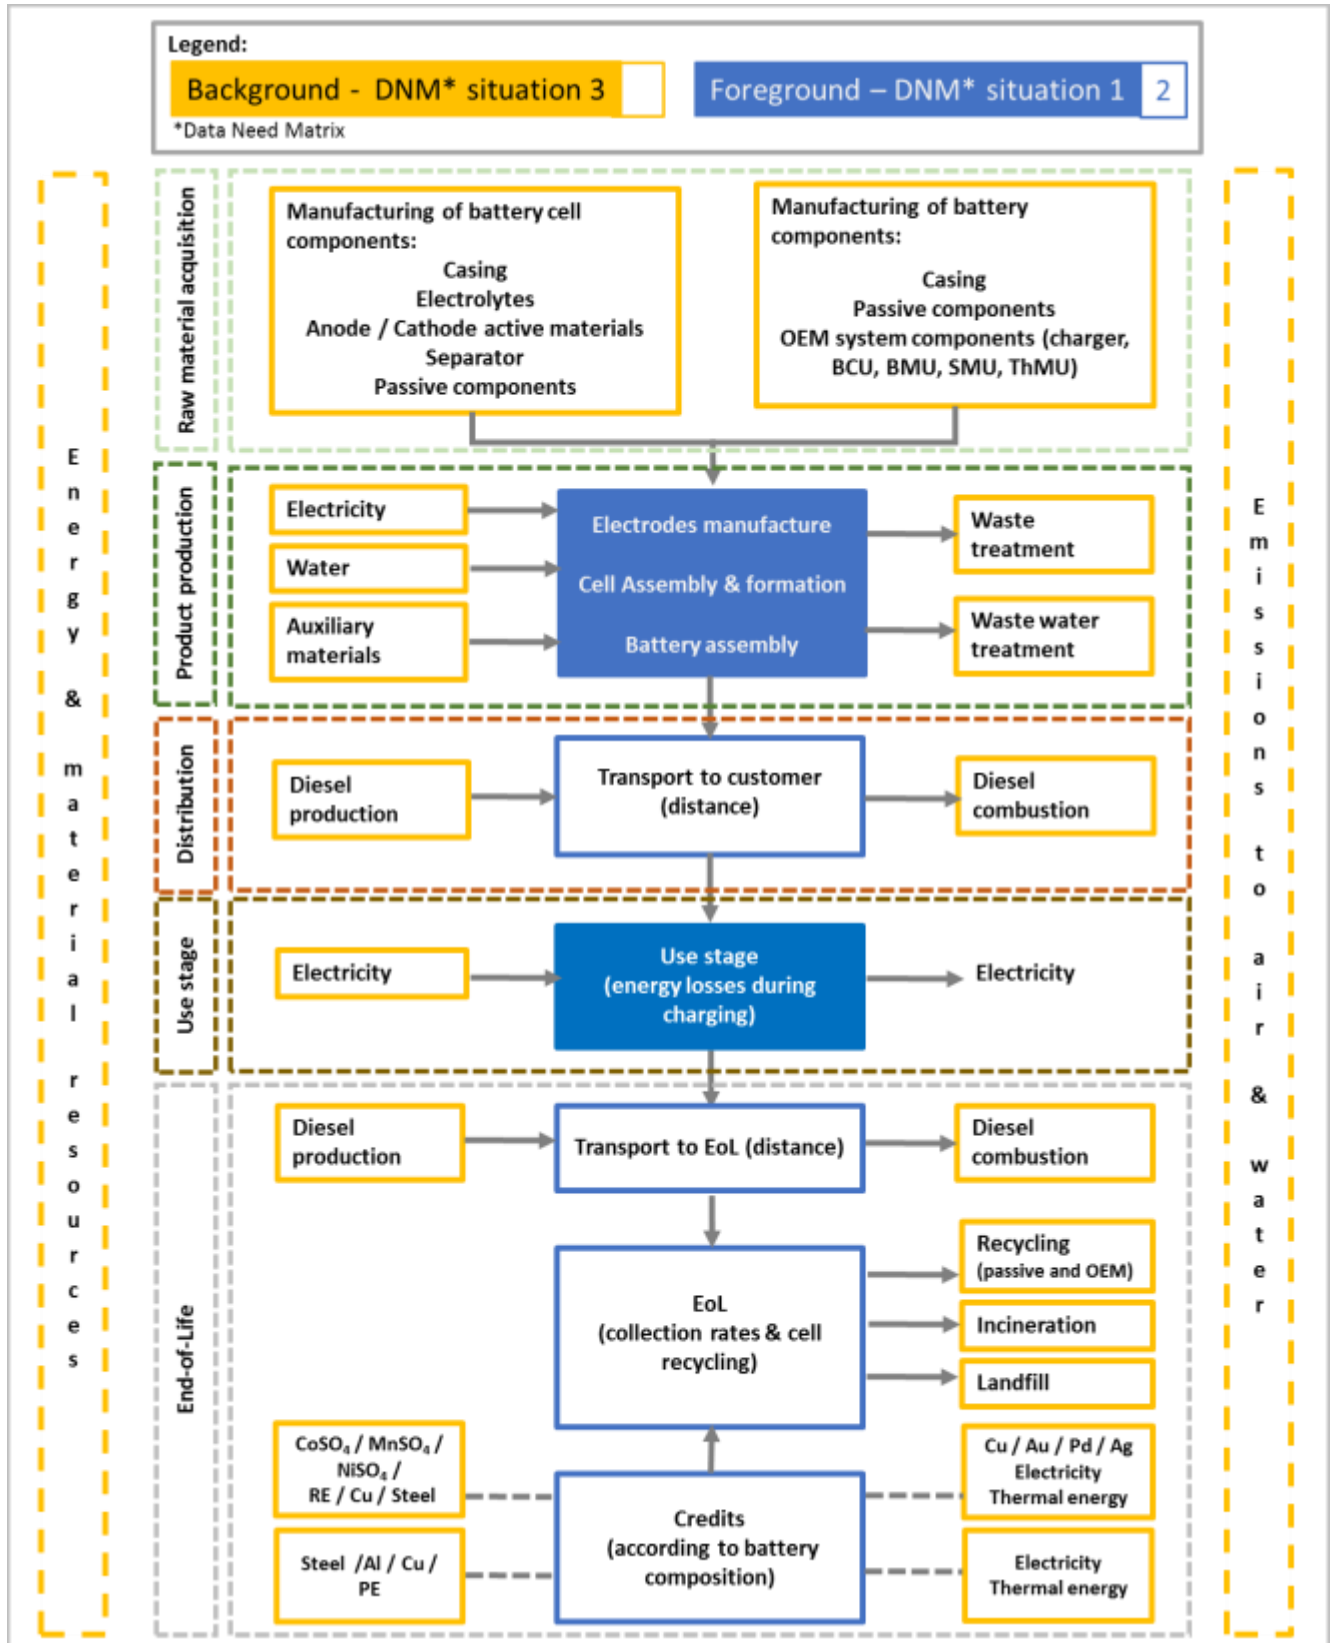 Legend:
Background - DNM* situation 3
Foreground – DNM* situation 1
2
*Data Need Matrix
Energy & material resources
Raw material acquisition
Manufacturing of battery cell
components:
Casing
Electrolytes
Anode / Cathode active materials
Separator
Passive components
Manufacturing of battery
components:
Casing
Passive components
OEM system components (charger,
BCU, BMU, SMU, ThMU)
Product production
Electricity
Water
Auxiliary
materials
Electrodes manufacture
Cell Assembly & formation
Battery assembly
Waste
treatment
Waste water
treatment
Distribution
Diesel
production
Transport to customer
(distance)
Diesel
combustion
Use stage
Electricity
Use stage
(energy losses during
charging)
Electricity
End-of-Life
Diesel
production
Transport to EoL (distance)
Diesel
combustion
EoL
(collection rates & cell
recycling)
Recycling
(passive and OEM)
Incineration
Landfill
CoSO₄ / MnSO₄ /
NiSO₄ /
RE / Cu / Steel
Steel /Al / Cu /
PE
Credits
(according to battery
composition)
Cu / Au / Pd / Ag
Electricity
Thermal energy
Electricity
Thermal energy
Emissions to air & water